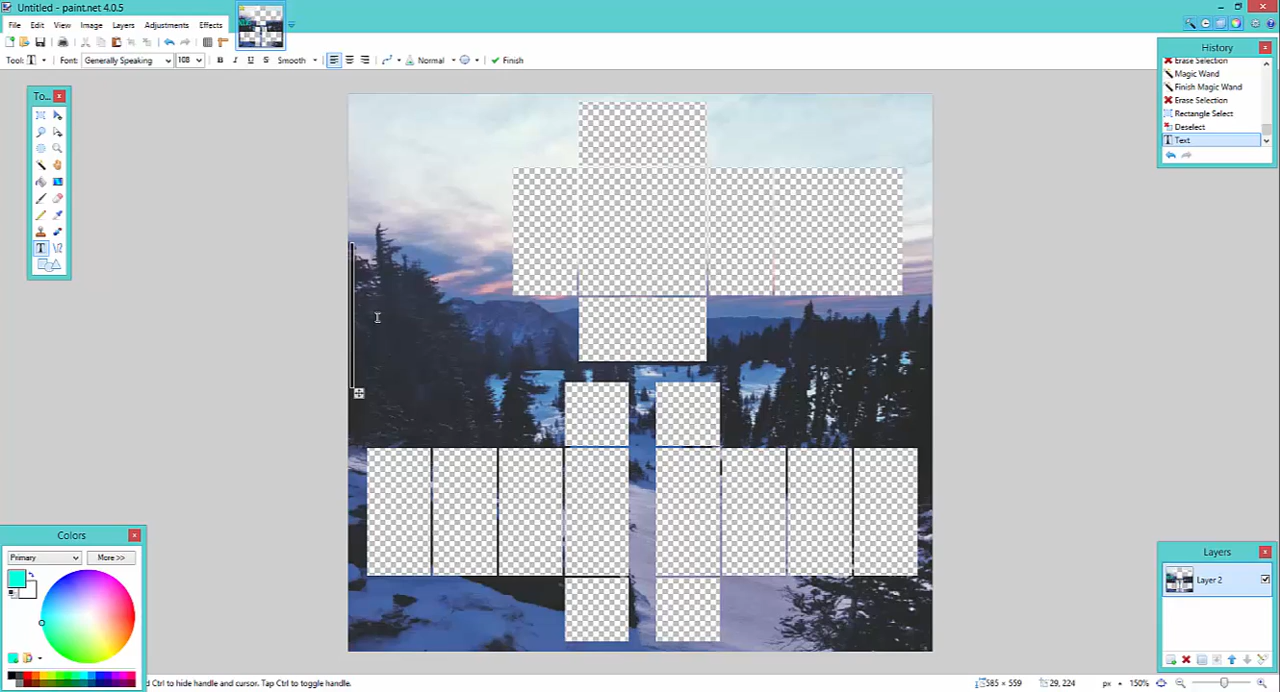 Untitled - paint.net 4.0.5
File Edit View Image Layers Adjustments Effects
Tool: T Font: Generally Speaking 108 B I U S Smooth Normal Finish
To...
History
Erase Selection
Magic Wand
Finish Magic Wand
Erase Selection
Rectangle Select
Deselect
Text
Colors
Primary More >>
Layers
Layer 2
d Ctrl to hide handle and cursor. Tap Ctrl to toggle handle.
585 × 559 29, 224 px 150%